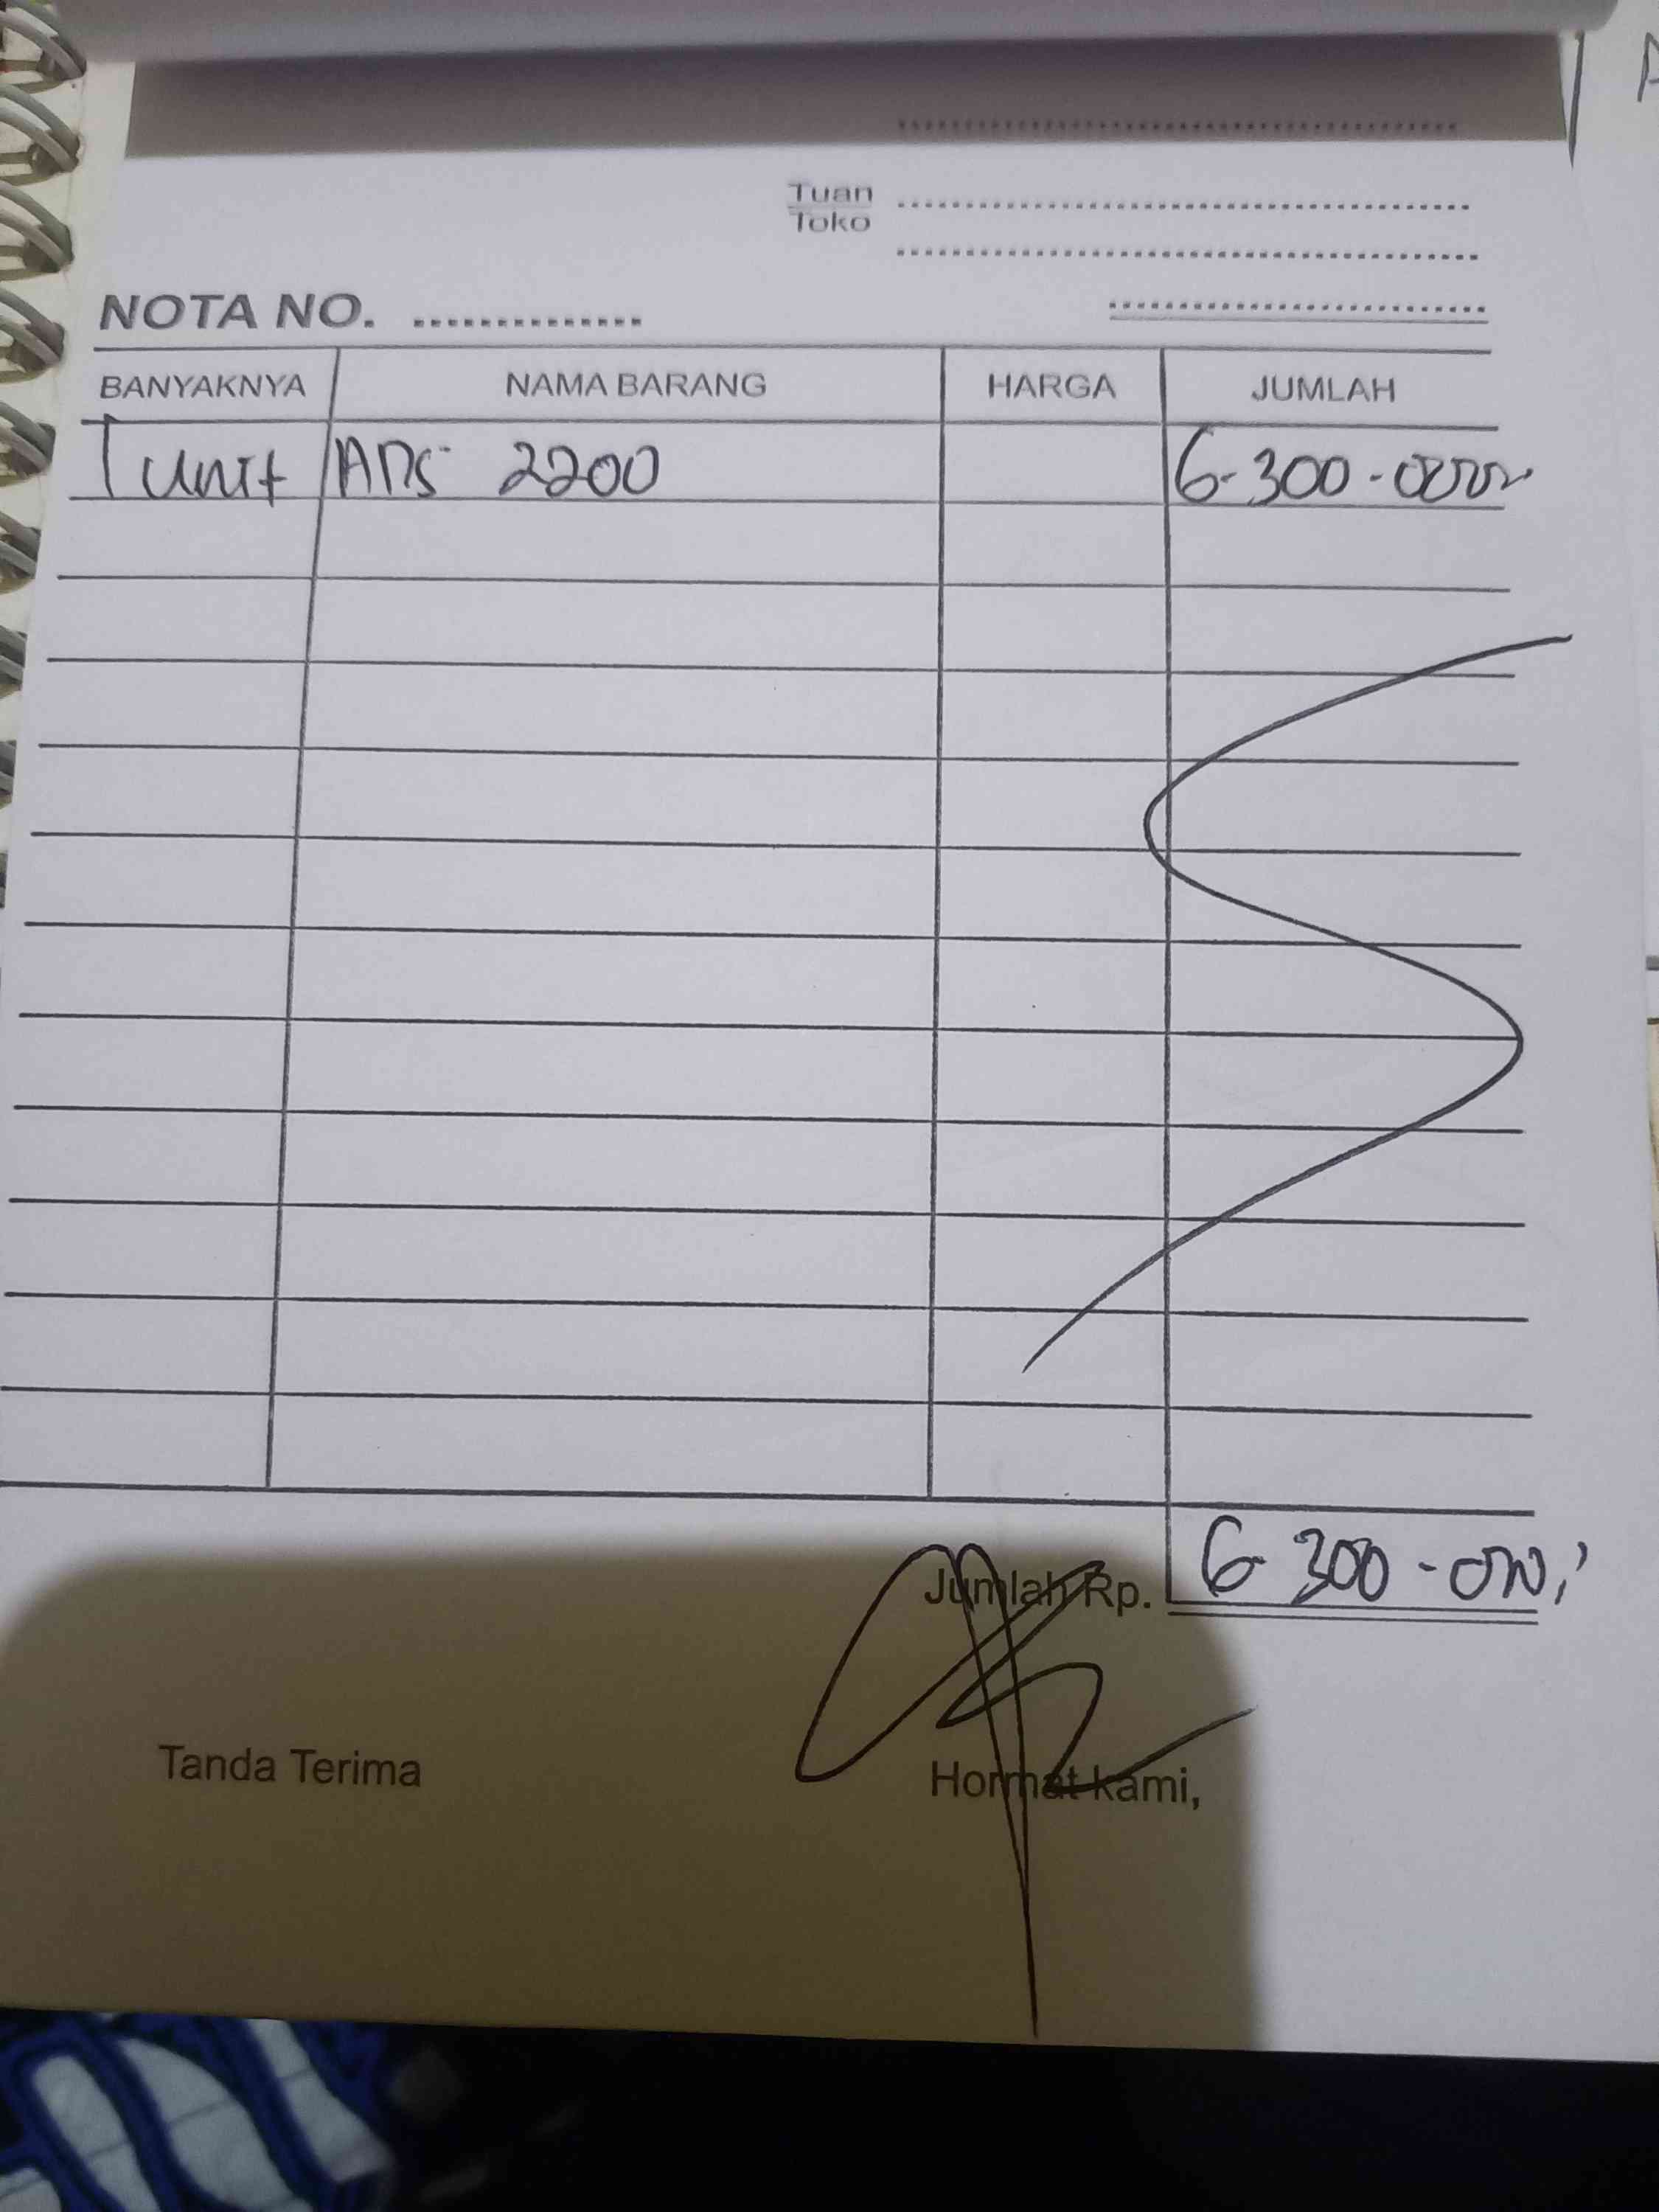 Tuan
Toko
NOTA NO. ..............
BANYAKNYA NAMA BARANG HARGA JUMLAH
1 unit 2200 6.300.000
Jumlah Rp. 6.300.000
Tanda Terima Hormat kami,